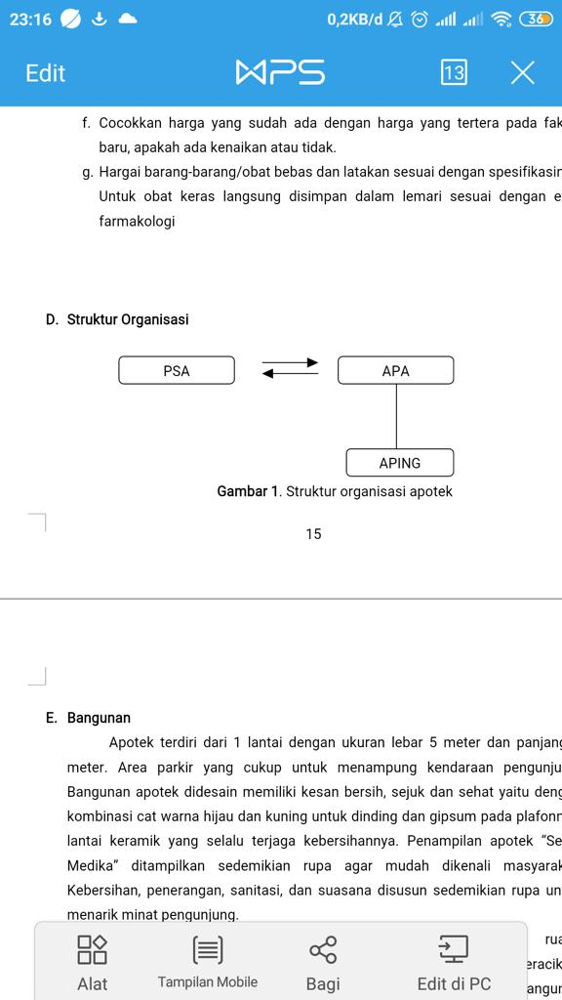 23:16
0,2KB/d
36
Edit
WPS
13
f. Cocokkan harga yang sudah ada dengan harga yang tertera pada fak
baru, apakah ada kenaikan atau tidak.
g. Hargai barang-barang/obat bebas dan latakan sesuai dengan spesifikasin
Untuk obat keras langsung disimpan dalam lemari sesuai dengan e
farmakologi
D. Struktur Organisasi
PSA
APA
APING
Gambar 1. Struktur organisasi apotek
15
E. Bangunan
Apotek terdiri dari 1 lantai dengan ukuran lebar 5 meter dan panjang
meter. Area parkir yang cukup untuk menampung kendaraan pengunju
Bangunan apotek didesain memiliki kesan bersih, sejuk dan sehat yaitu deng
kombinasi cat warna hijau dan kuning untuk dinding dan gipsum pada plafonn
lantai keramik yang selalu terjaga kebersihannya. Penampilan apotek “Se
Medika” ditampilkan sedemikian rupa agar mudah dikenali masyarak
Kebersihan, penerangan, sanitasi, dan suasana disusun sedemikian rupa un
menarik minat pengunjung.
rua
eracik
angun
Alat
Tampilan Mobile
Bagi
Edit di PC